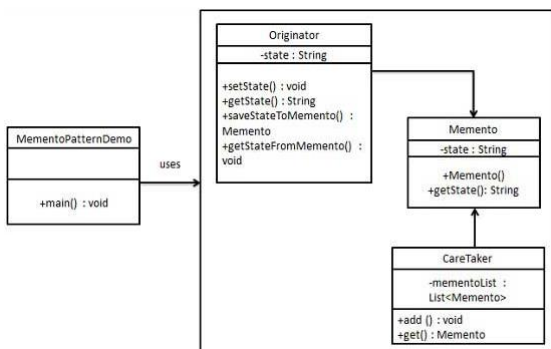 Originator
-state : String
+setState() : void
+getState() : String
+saveStateToMemento() :
Memento
+getStateFromMemento() :
void
MementoPatternDemo
+main() : void
uses
Memento
-state : String
+Memento()
+getState(): String
CareTaker
-mementoList :
List<Memento>
+add () : void
+get() : Memento